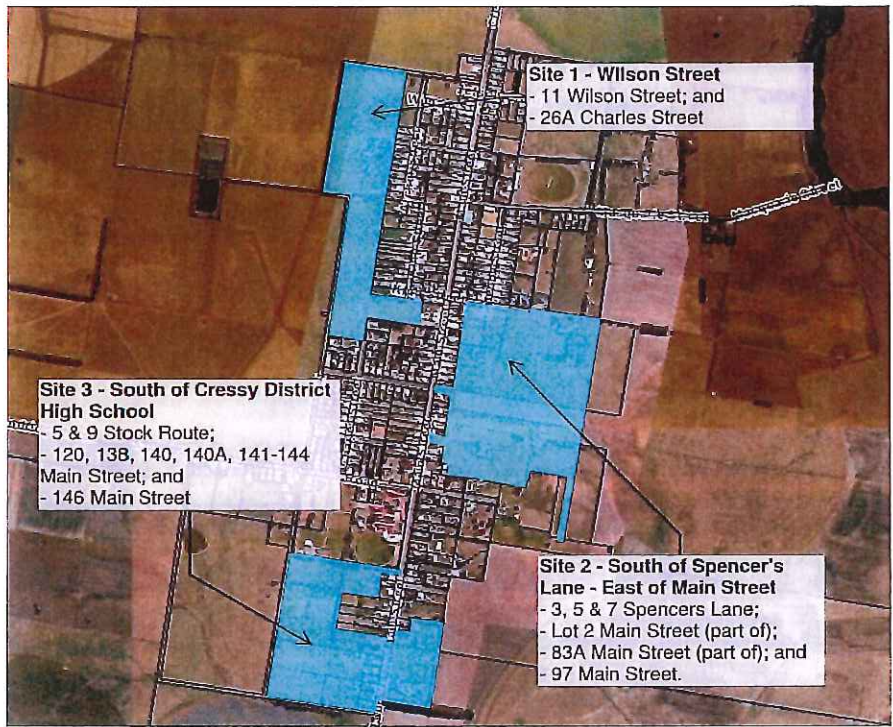 Site 1 - Wilson Street
- 11 Wilson Street; and
- 26A Charles Street
Site 3 - South of Cressy District
High School
- 5 & 9 Stock Route;
- 120, 138, 140, 140A, 141-144
Main Street; and
- 146 Main Street
Site 2 - South of Spencer's
Lane - East of Main Street
- 3, 5 & 7 Spencers Lane;
- Lot 2 Main Street (part of);
- 83A Main Street (part of); and
- 97 Main Street.